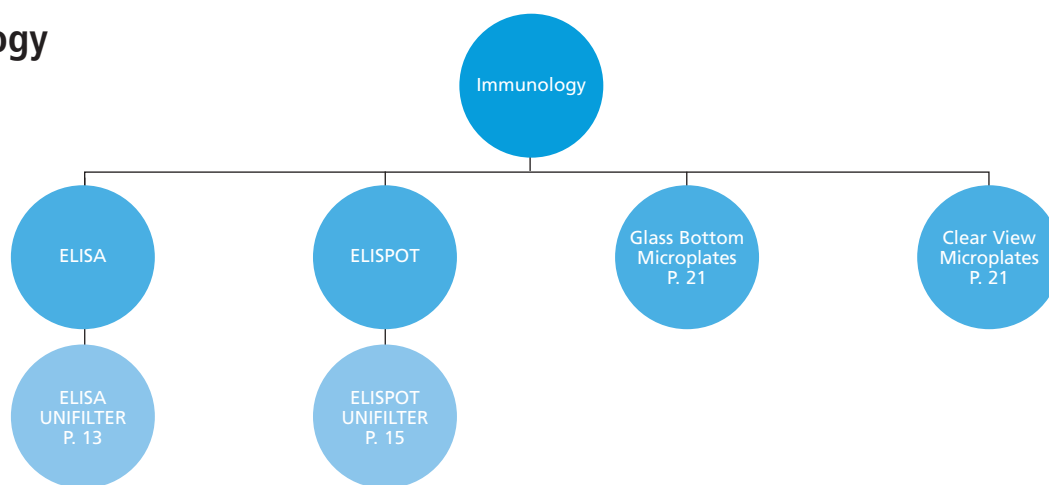 ogy
Immunology
ELISA
ELISPOT
Glass Bottom
Microplates
P. 21
Clear View
Microplates
P. 21
ELISA
UNIFILTER
P. 13
ELISPOT
UNIFILTER
P. 15